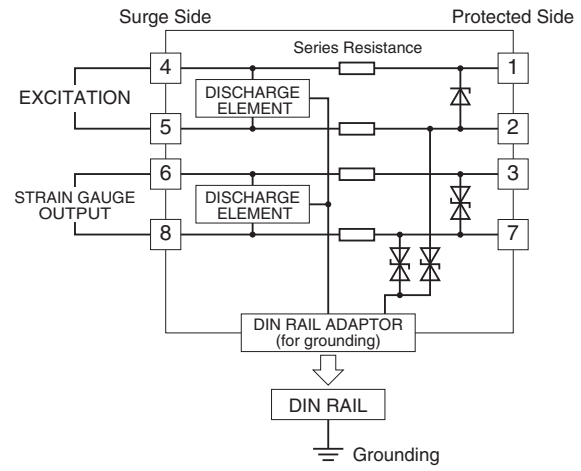 Surge Side
Protected Side
Series Resistance
4
1
DISCHARGE
ELEMENT
EXCITATION
5
2
6
3
STRAIN GAUGE
OUTPUT
DISCHARGE
ELEMENT
8
7
DIN RAIL ADAPTOR
(for grounding)
DIN RAIL
Grounding